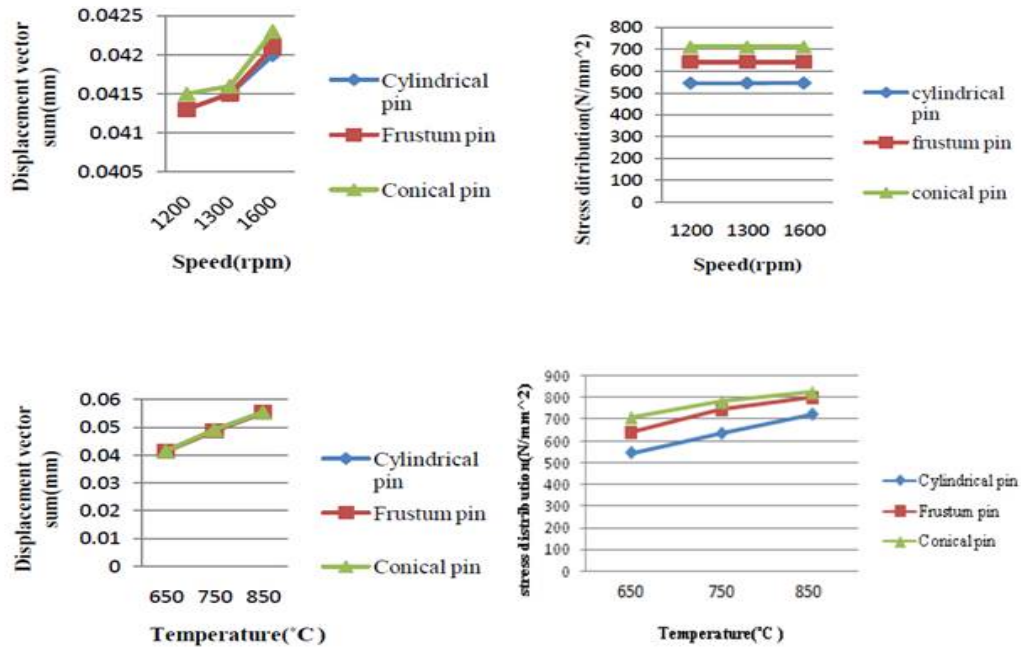 Displacement vector
sum(mm)
0.0425
0.042
0.0415
0.041
0.0405
1200
1300
1600
Speed(rpm)
Cylindrical
pin
Frustum pin
Conical pin
Stress ditribution(N/mm^2)
800
700
600
500
400
300
200
100
0
1200 1300 1600
Speed(rpm)
cylindrical
pin
frustum pin
conical pin
Displacement vector
sum(mm)
0.06
0.05
0.04
0.03
0.02
0.01
0
650 750 850
Temperature(˚C )
Cylindrical
pin
Frustum pin
Conical pin
stress distribution(N/mm^2)
900
800
700
600
500
400
300
200
100
0
650 750 850
Temperature(˚C)
Cylindrical pin
Frustum pin
Conical pin